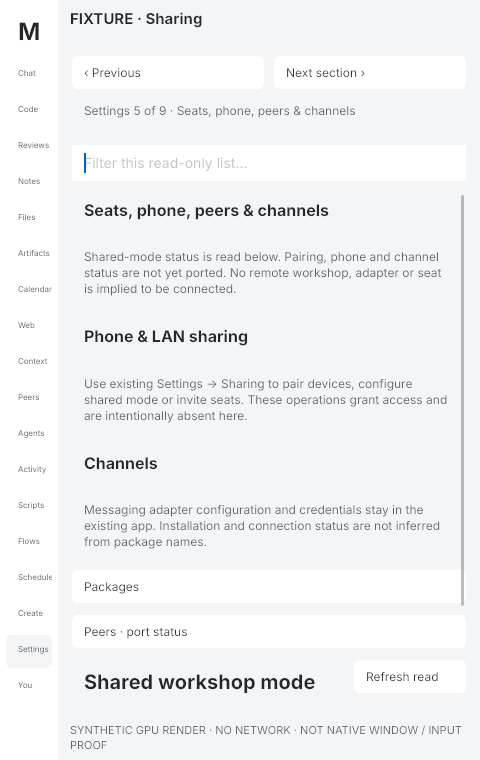 M
FIXTURE · Sharing
Chat
Code
Reviews
Notes
Files
Artifacts
Calendar
Web
Context
Peers
Agents
Activity
Scripts
Flows
Schedule
Create
Settings
You
‹ Previous
Next section ›
Settings 5 of 9 · Seats, phone, peers & channels
Filter this read-only list...
Seats, phone, peers & channels
Shared-mode status is read below. Pairing, phone and channel
status are not yet ported. No remote workshop, adapter or seat
is implied to be connected.
Phone & LAN sharing
Use existing Settings → Sharing to pair devices, configure
shared mode or invite seats. These operations grant access and
are intentionally absent here.
Channels
Messaging adapter configuration and credentials stay in the
existing app. Installation and connection status are not inferred
from package names.
Packages
Peers · port status
Shared workshop mode
Refresh read
SYNTHETIC GPU RENDER · NO NETWORK · NOT NATIVE WINDOW / INPUT
PROOF